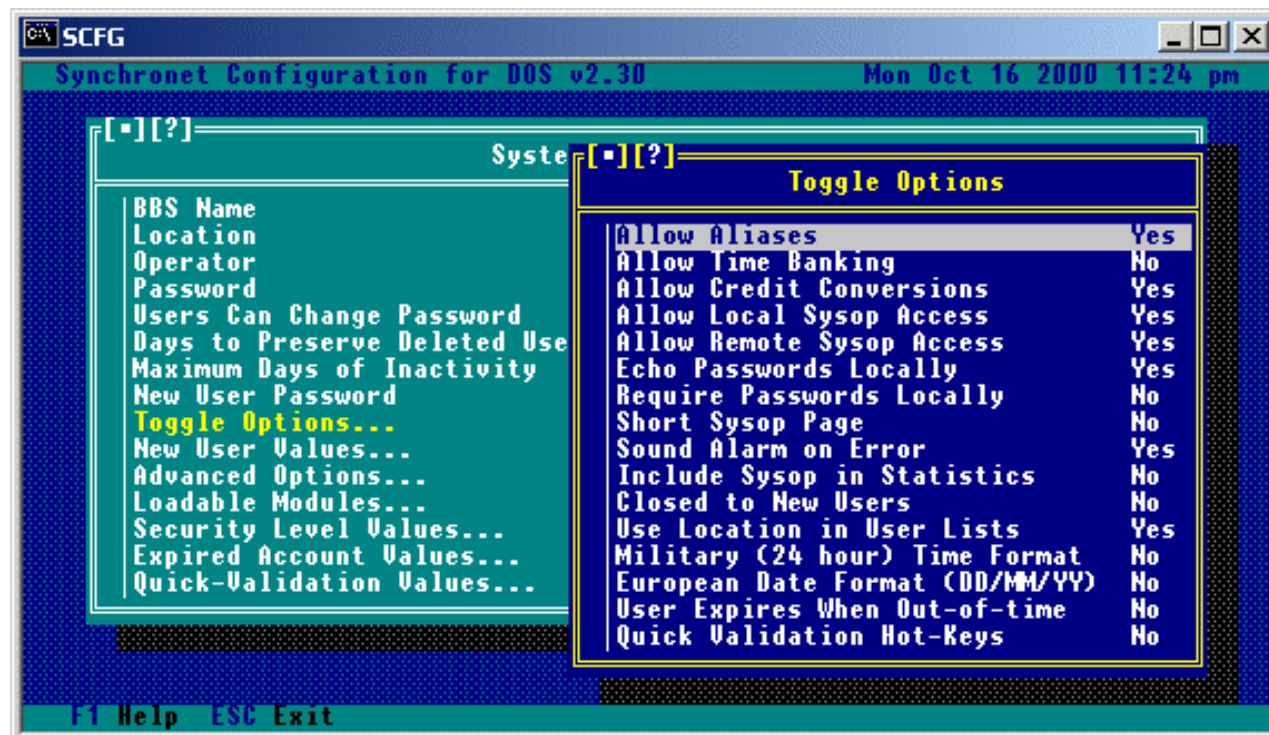 SCFG
Synchronet Configuration for DOS v2.30 Mon Oct 16 2000 11:24 pm
[▪][?]
Syste
[▪][?]
Toggle Options
BBS Name
Location
Operator
Password
Users Can Change Password
Days to Preserve Deleted Use
Maximum Days of Inactivity
New User Password
Toggle Options...
New User Values...
Advanced Options...
Loadable Modules...
Security Level Values...
Expired Account Values...
Quick-Validation Values...
Allow Aliases Yes
Allow Time Banking No
Allow Credit Conversions Yes
Allow Local Sysop Access Yes
Allow Remote Sysop Access Yes
Echo Passwords Locally Yes
Require Passwords Locally No
Short Sysop Page No
Sound Alarm on Error Yes
Include Sysop in Statistics No
Closed to New Users No
Use Location in User Lists Yes
Military (24 hour) Time Format No
European Date Format (DD/MM/YY) No
User Expires When Out-of-time No
Quick Validation Hot-Keys No
F1 Help ESC Exit